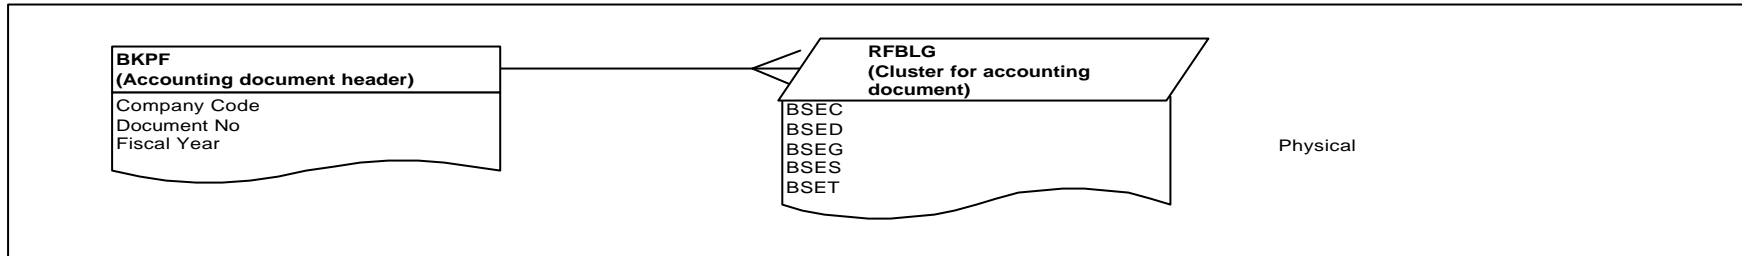 BKPF
(Accounting document header)
Company Code
Document No
Fiscal Year
RFBLG
(Cluster for accounting
document)
BSEC
BSED
BSEG
BSES
BSET
Physical